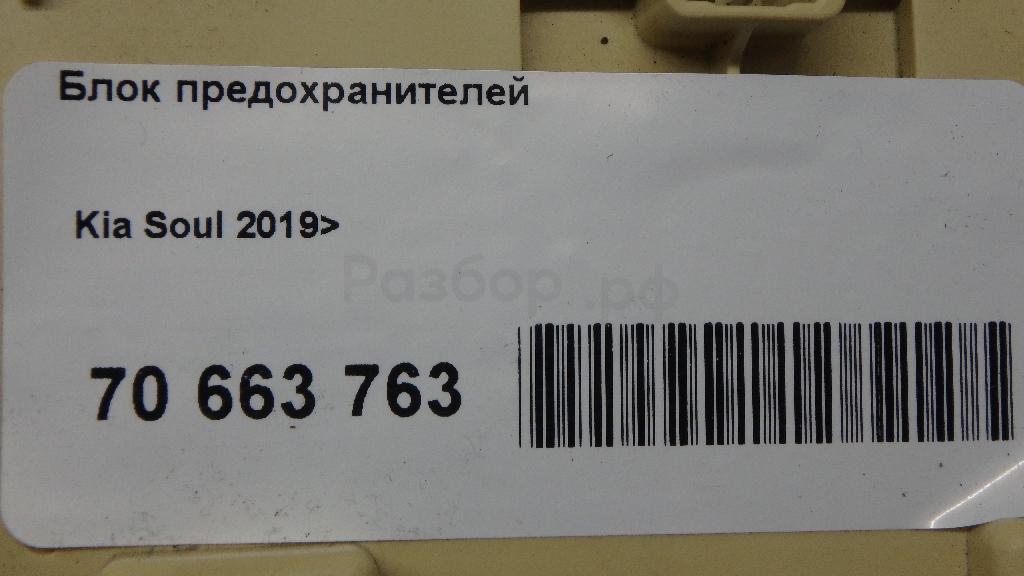 Блок предохранителей
Kia Soul 2019>
Разбор.рф
70 663 763